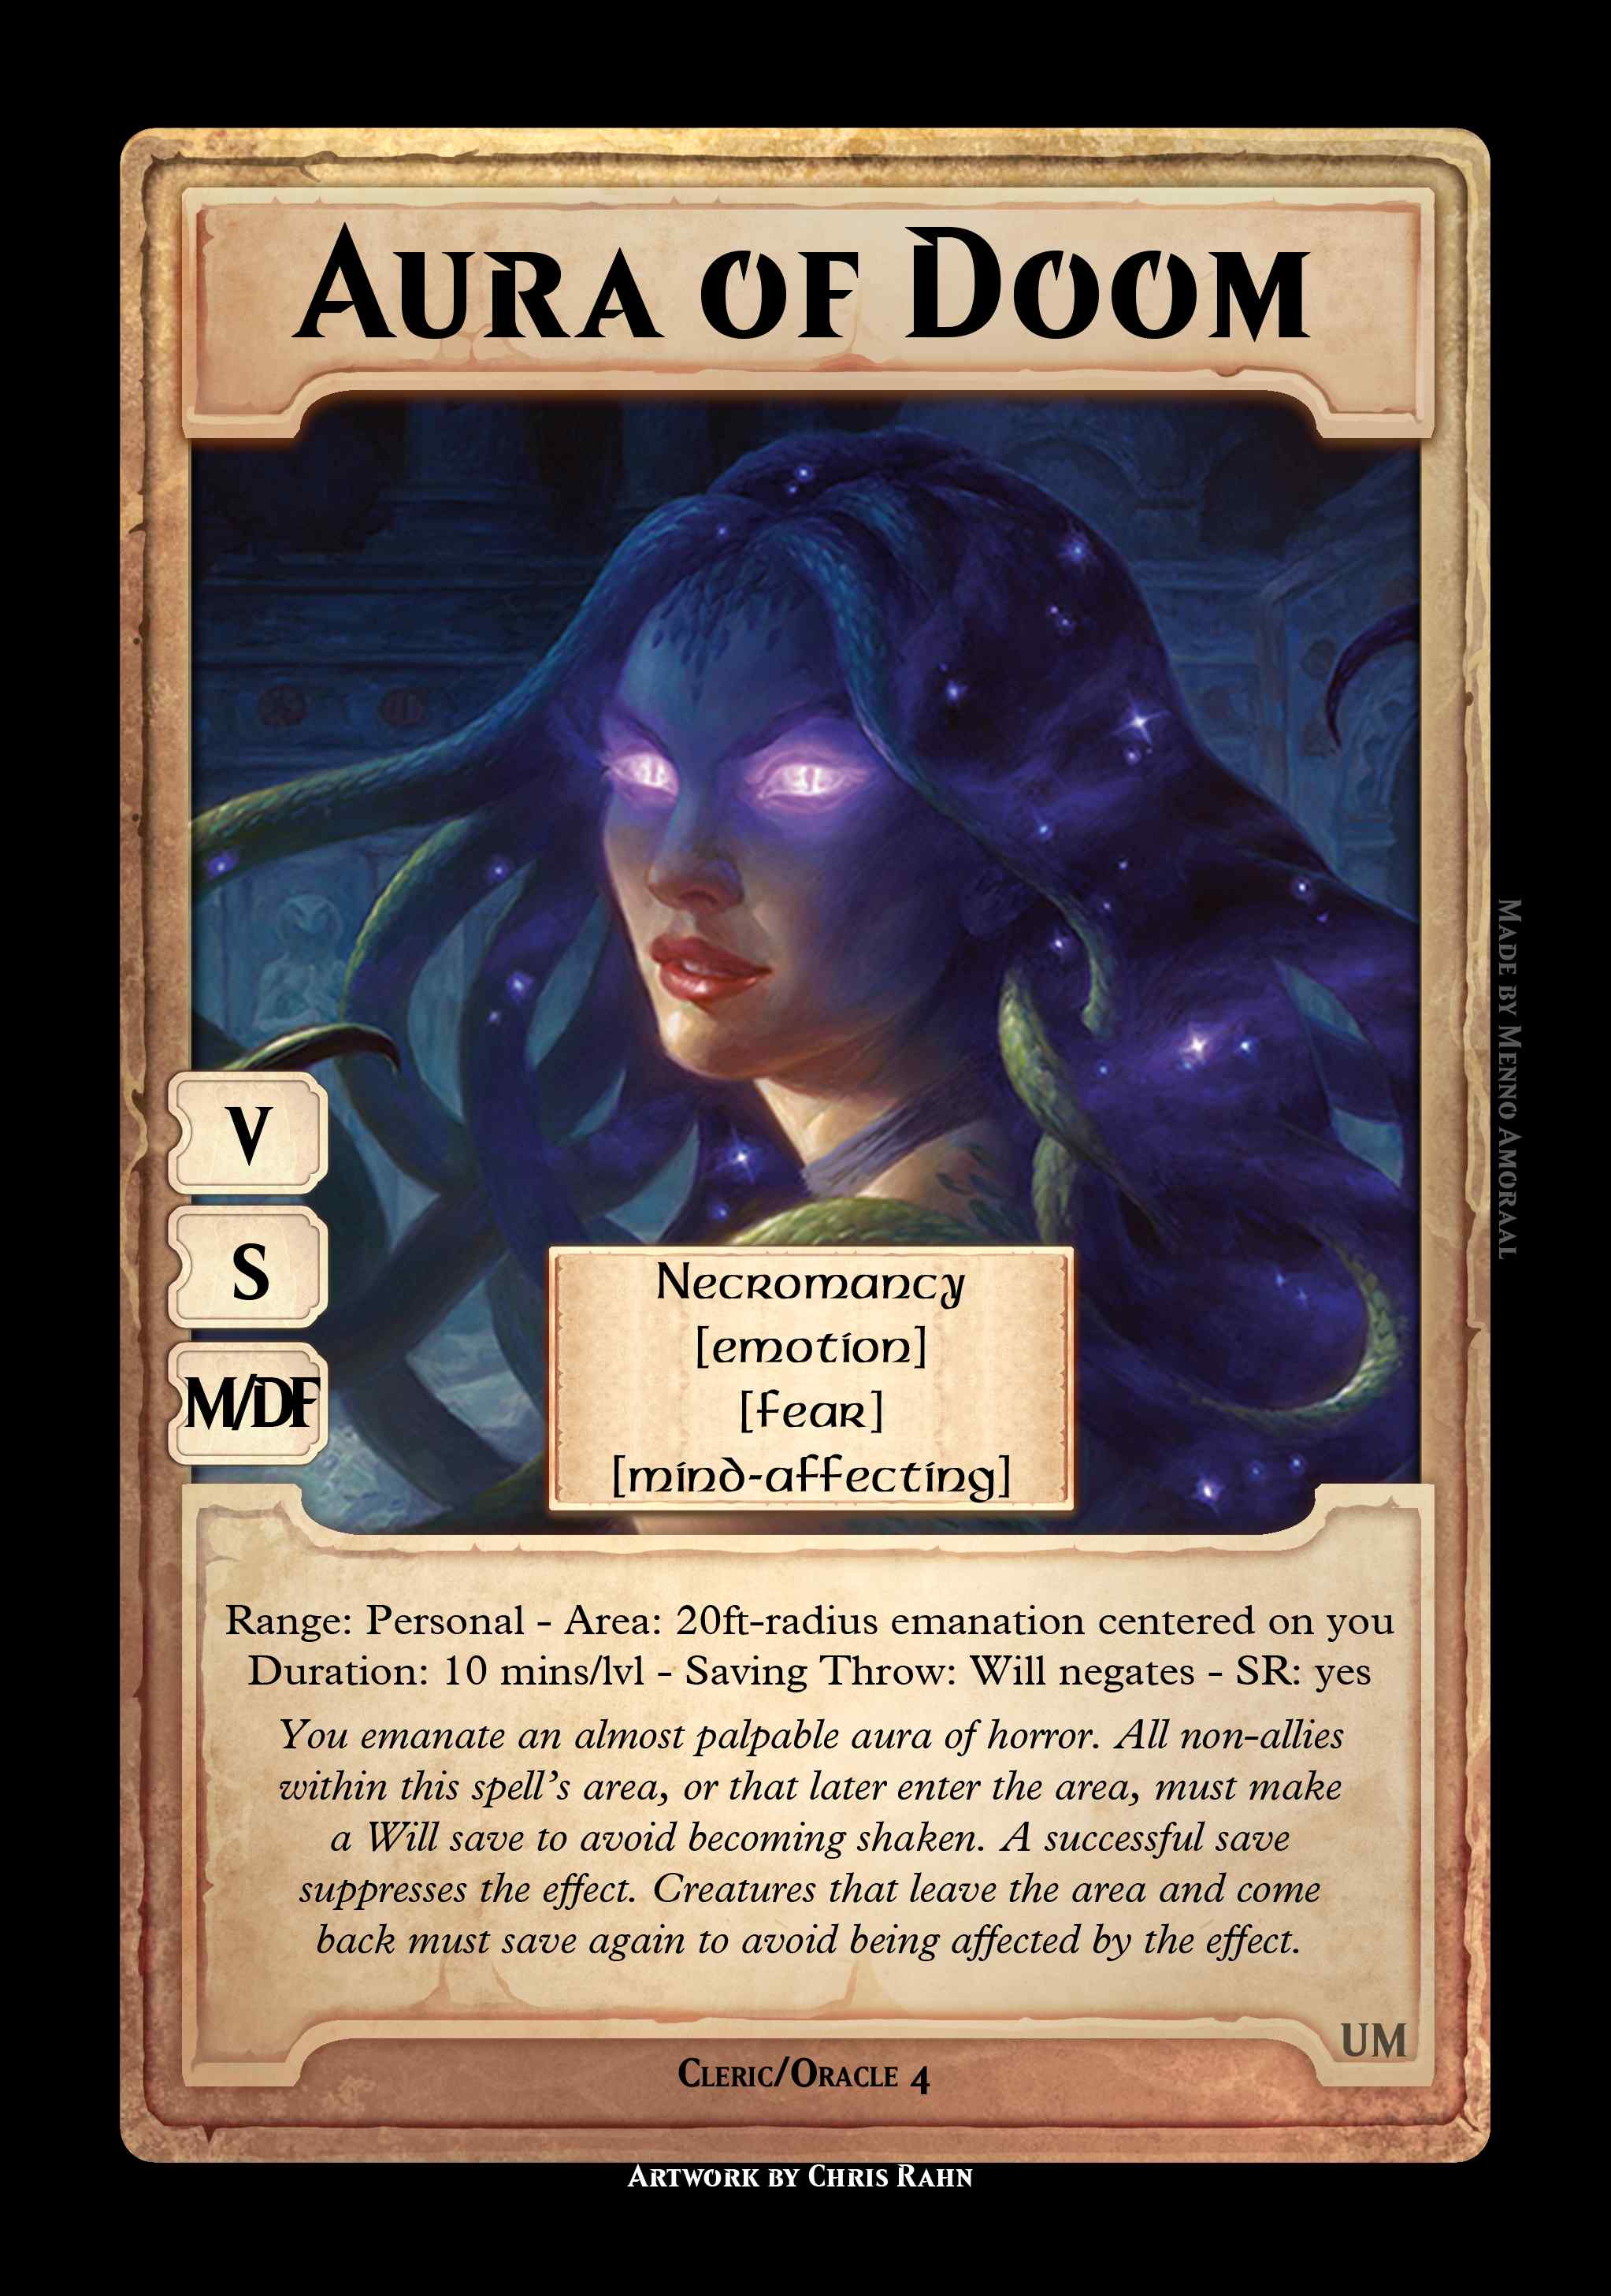 Aura of Doom
V
S
M/DF
Necromancy
[emotion]
[fear]
[mind-affecting]
Range: Personal - Area: 20ft-radius emanation centered on you
Duration: 10 mins/lvl - Saving Throw: Will negates - SR: yes
You emanate an almost palpable aura of horror. All non-allies
within this spell's area, or that later enter the area, must make
a Will save to avoid becoming shaken. A successful save
suppresses the effect. Creatures that leave the area and come
back must save again to avoid being affected by the effect.
UM
Cleric/Oracle 4
Artwork by Chris Rahn
Made by Menno Amoraal